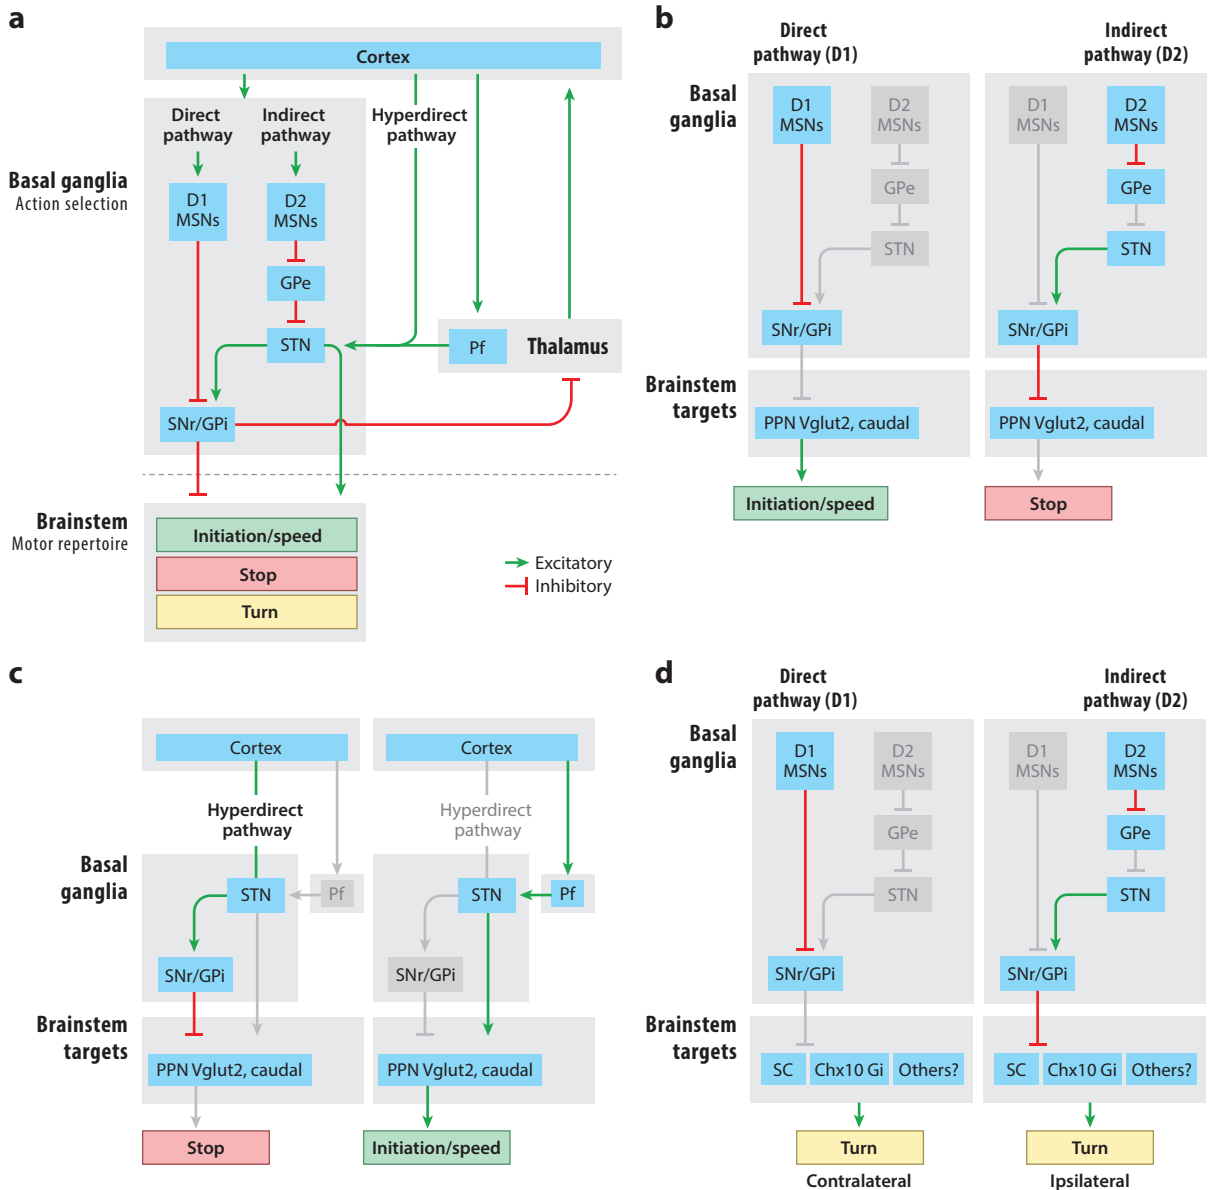 a
Cortex
Direct
pathway
Indirect
pathway
Hyperdirect
pathway
Basal ganglia
Action selection
D1
MSNs
D2
MSNs
GPe
STN
Pf
Thalamus
SNr/GPi
Brainstem
Motor repertoire
Initiation/speed
Stop
Turn
Excitatory
Inhibitory
b
Direct
pathway (D1)
Indirect
pathway (D2)
Basal
ganglia
D1
MSNs
D2
MSNs
GPe
STN
SNr/GPi
D1
MSNs
D2
MSNs
GPe
STN
SNr/GPi
Brainstem
targets
PPN Vglut2, caudal
PPN Vglut2, caudal
Initiation/speed
Stop
c
Cortex
Cortex
Hyperdirect
pathway
Hyperdirect
pathway
Basal
ganglia
STN
Pf
STN
Pf
SNr/GPi
SNr/GPi
Brainstem
targets
PPN Vglut2, caudal
PPN Vglut2, caudal
Stop
Initiation/speed
d
Direct
pathway (D1)
Indirect
pathway (D2)
Basal
ganglia
D1
MSNs
D2
MSNs
GPe
STN
SNr/GPi
D1
MSNs
D2
MSNs
GPe
STN
SNr/GPi
Brainstem
targets
SC
Chx10 Gi
Others?
SC
Chx10 Gi
Others?
Turn
Turn
Contralateral
Ipsilateral